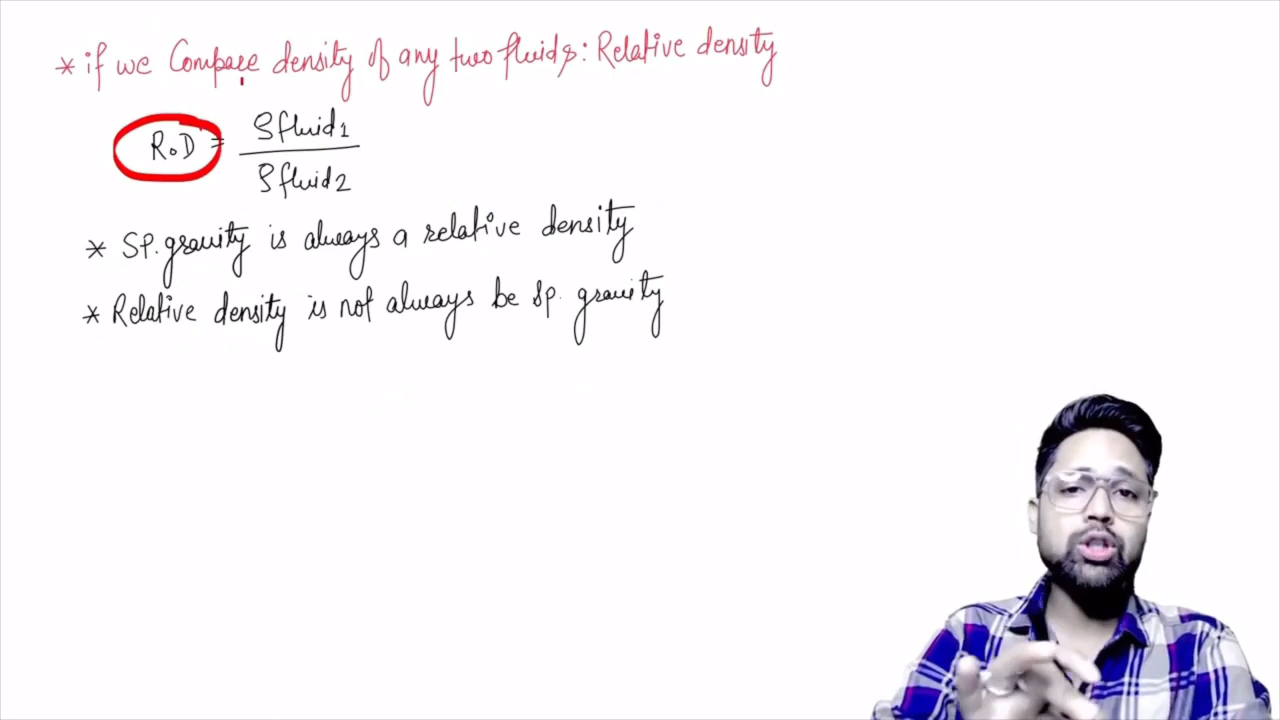 * if we Compare density of any two fluids: Relative density
R.D = ρfluid1
ρfluid2
* Sp. gravity is always a relative density
* Relative density is not always be sp. gravity